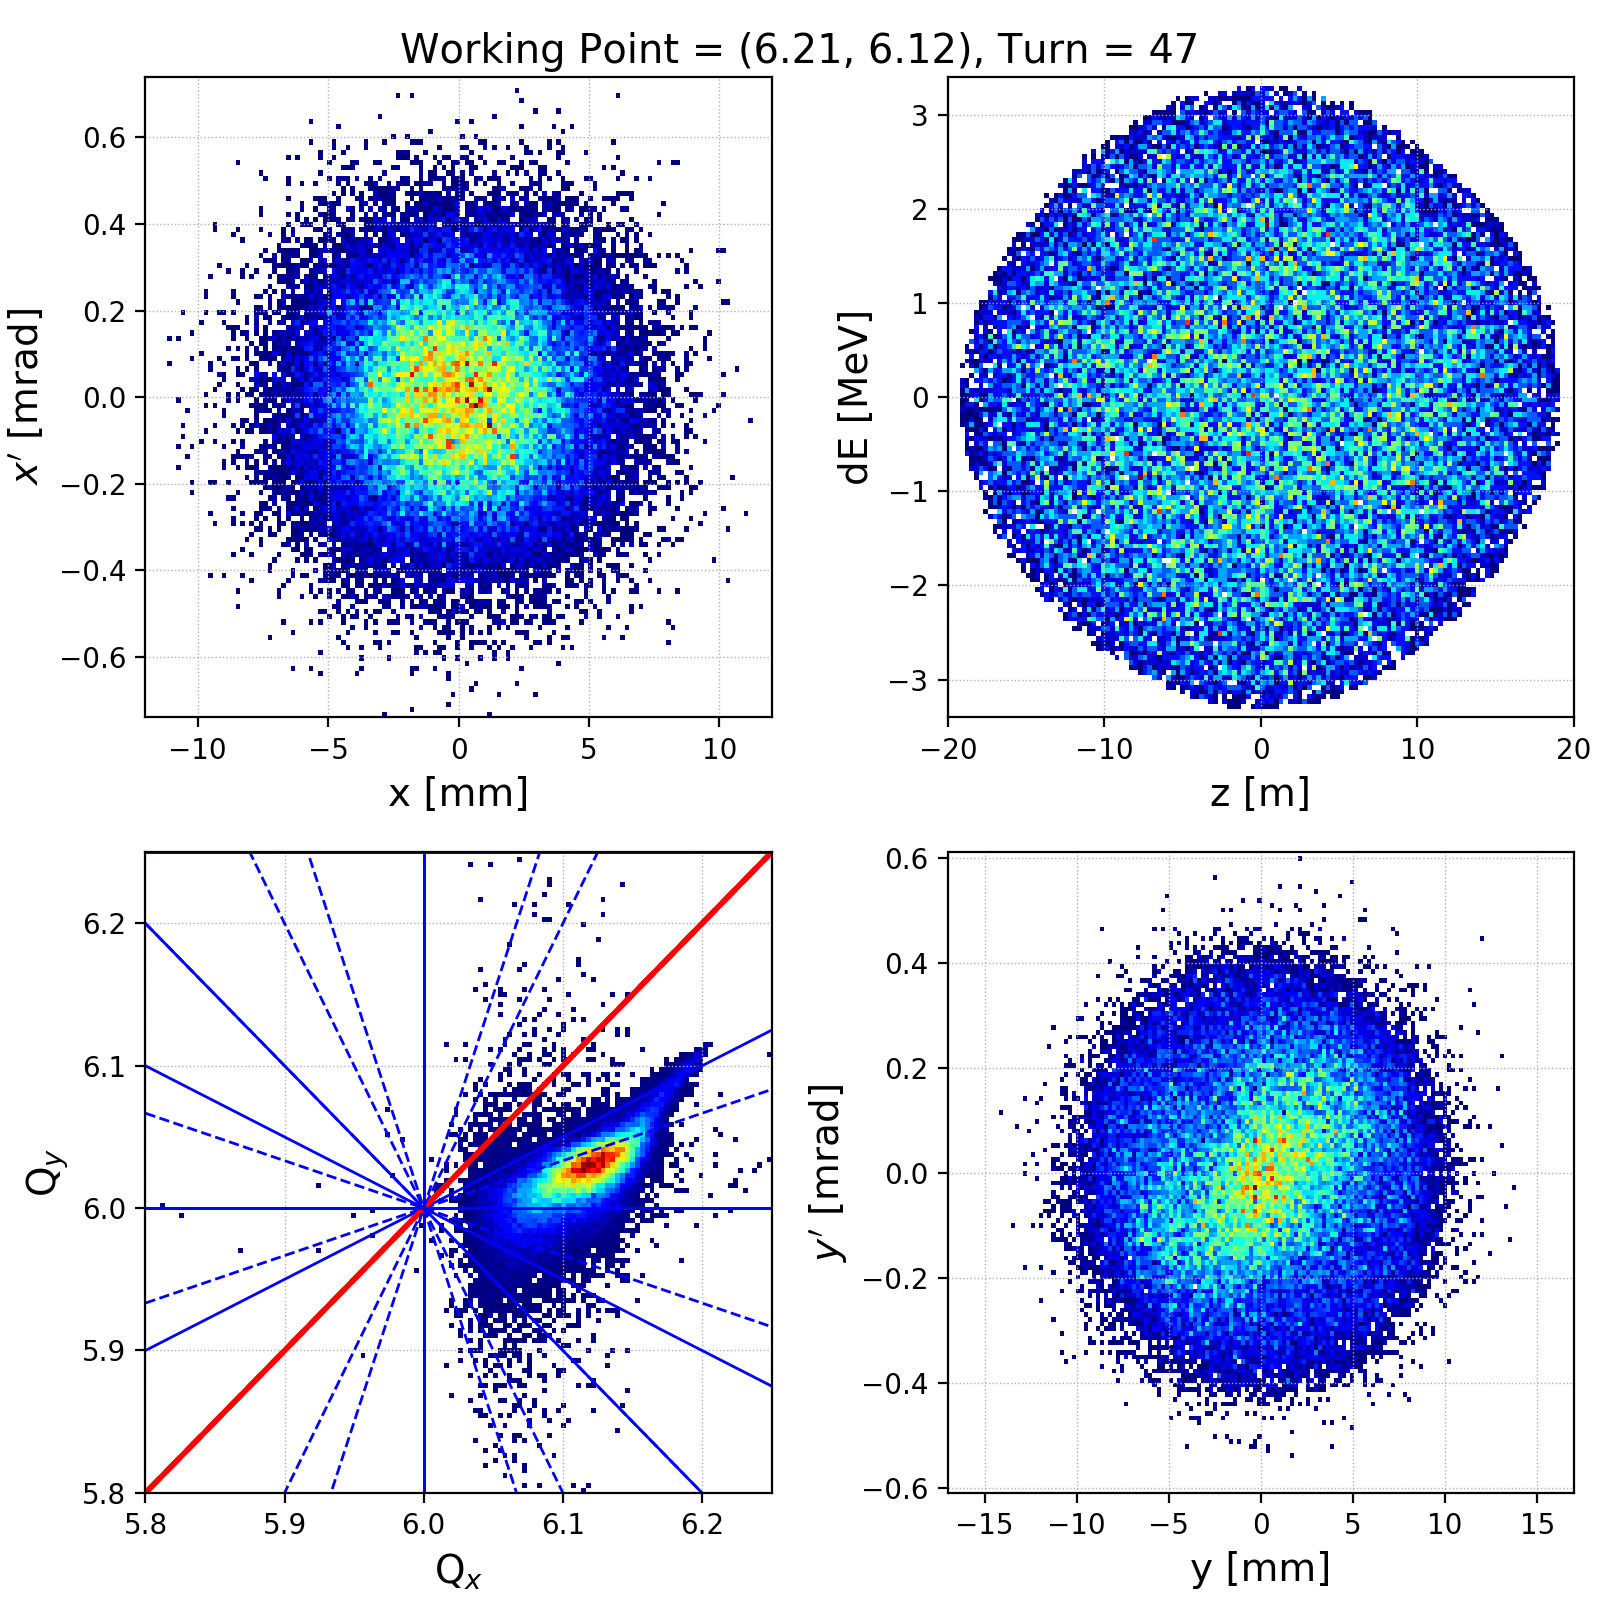 Working Point = (6.21, 6.12), Turn = 47
0.6
0.4
0.2
0.0
−0.2
−0.4
−0.6
x′ [mrad]
−10 −5 0 5 10
x [mm]
3
2
1
0
−1
−2
−3
dE [MeV]
−20 −10 0 10 20
z [m]
6.2
6.1
6.0
5.9
5.8
Qy
5.8 5.9 6.0 6.1 6.2
Qx
0.6
0.4
0.2
0.0
−0.2
−0.4
−0.6
y′ [mrad]
−15 −10 −5 0 5 10 15
y [mm]